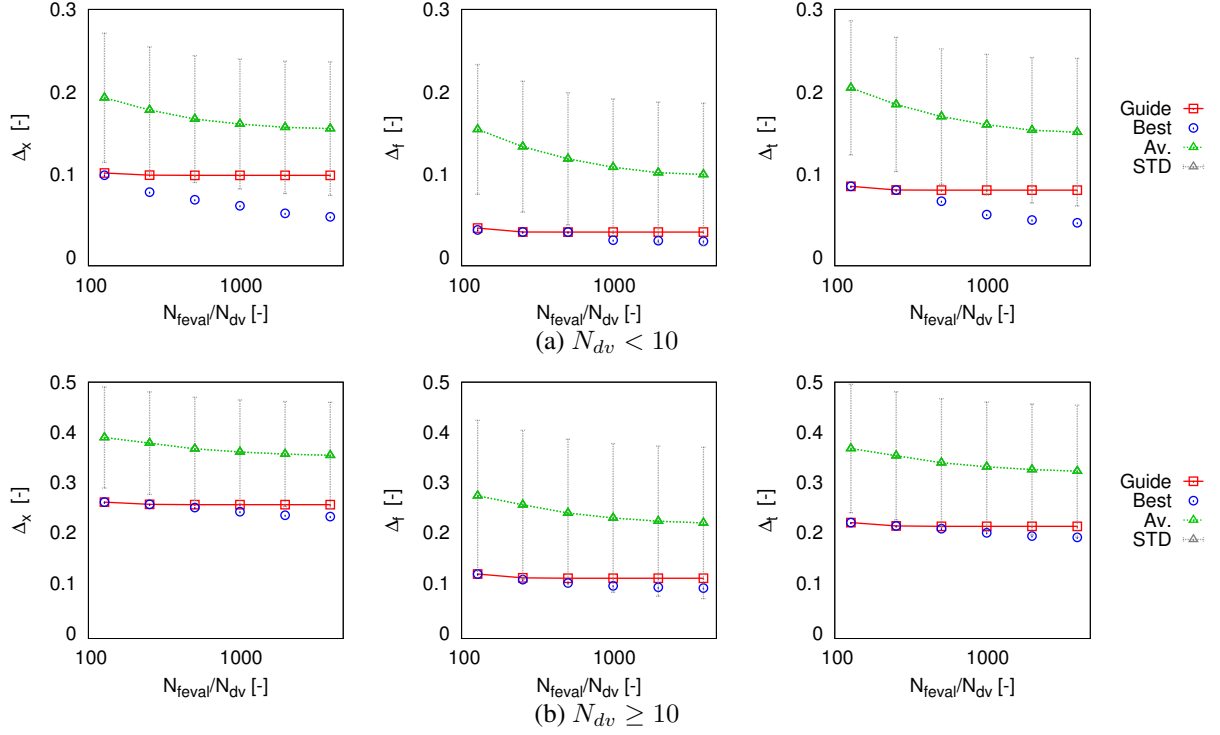 0.3
0.2
0.1
0
Δx [-]
100
1000
Nfeval/Ndv [-]
0.3
0.2
0.1
0
Δf [-]
100
1000
Nfeval/Ndv [-]
0.3
0.2
0.1
0
Δt [-]
100
1000
Nfeval/Ndv [-]
Guide
Best
Av.
STD
(a) Ndv < 10
0.5
0.4
0.3
0.2
0.1
0
Δx [-]
100
1000
Nfeval/Ndv [-]
0.5
0.4
0.3
0.2
0.1
0
Δf [-]
100
1000
Nfeval/Ndv [-]
0.5
0.4
0.3
0.2
0.1
0
Δt [-]
100
1000
Nfeval/Ndv [-]
Guide
Best
Av.
STD
(b) Ndv ≥ 10